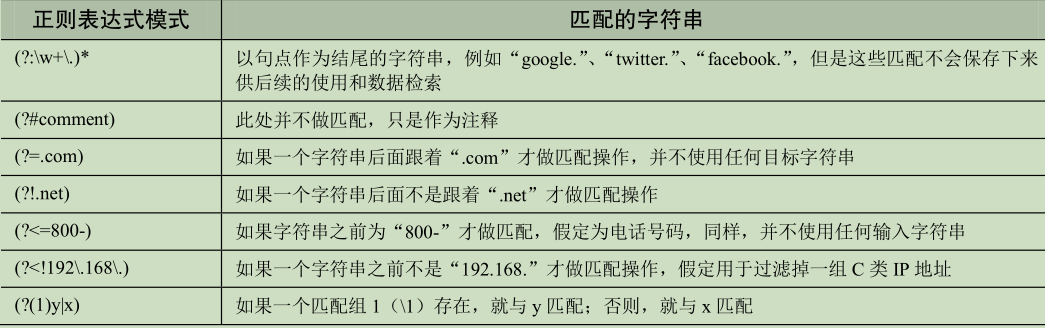 正则表达式模式 匹配的字符串
(?:\w+\.)* 以句点作为结尾的字符串，例如“google.”、“twitter.”、“facebook.”，但是这些匹配不会保存下来
供后续的使用和数据检索
(?#comment) 此处并不做匹配，只是作为注释
(?=.com) 如果一个字符串后面跟着“.com”才做匹配操作，并不使用任何目标字符串
(?!.net) 如果一个字符串后面不是跟着“.net”才做匹配操作
(?<=800-) 如果字符串之前为“800-”才做匹配，假定为电话号码，同样，并不使用任何输入字符串
(?<!192\.168\.) 如果一个字符串之前不是“192.168.”才做匹配操作，假定用于过滤掉一组 C 类 IP 地址
(?(1)y|x) 如果一个匹配组 1（\1）存在，就与 y 匹配；否则，就与 x 匹配